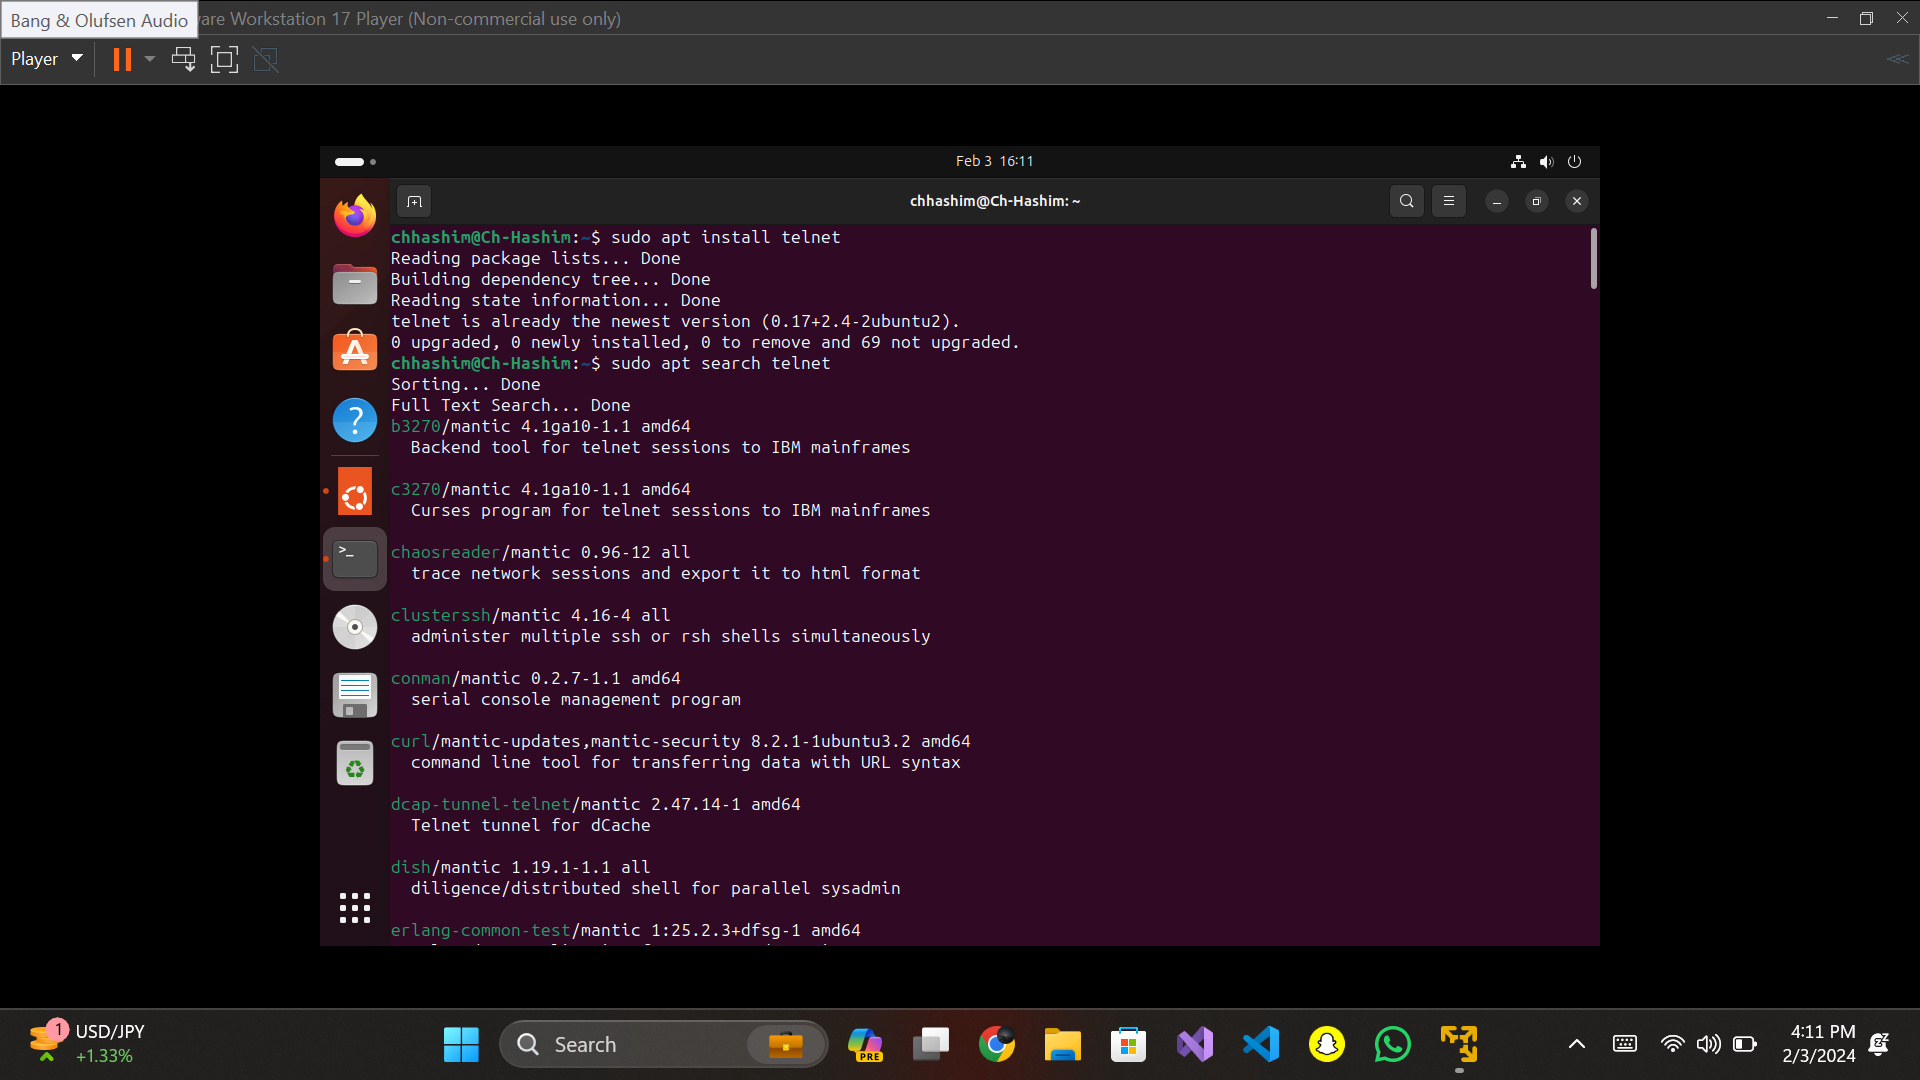 Bang & Olufsen Audio
are Workstation 17 Player (Non-commercial use only)
Player
Feb 3 16:11
chhashim@Ch-Hashim: ~
chhashim@Ch-Hashim:~$ sudo apt install telnet
Reading package lists... Done
Building dependency tree... Done
Reading state information... Done
telnet is already the newest version (0.17+2.4-2ubuntu2).
0 upgraded, 0 newly installed, 0 to remove and 69 not upgraded.
chhashim@Ch-Hashim:~$ sudo apt search telnet
Sorting... Done
Full Text Search... Done
b3270/mantic 4.1ga10-1.1 amd64
  Backend tool for telnet sessions to IBM mainframes
c3270/mantic 4.1ga10-1.1 amd64
  Curses program for telnet sessions to IBM mainframes
chaosreader/mantic 0.96-12 all
  trace network sessions and export it to html format
clusterssh/mantic 4.16-4 all
  administer multiple ssh or rsh shells simultaneously
conman/mantic 0.2.7-1.1 amd64
  serial console management program
curl/mantic-updates,mantic-security 8.2.1-1ubuntu3.2 amd64
  command line tool for transferring data with URL syntax
dcap-tunnel-telnet/mantic 2.47.14-1 amd64
  Telnet tunnel for dCache
dish/mantic 1.19.1-1.1 all
  diligence/distributed shell for parallel sysadmin
erlang-common-test/mantic 1:25.2.3+dfsg-1 amd64
1
USD/JPY
+1.33%
Search
PRE
4:11 PM
2/3/2024